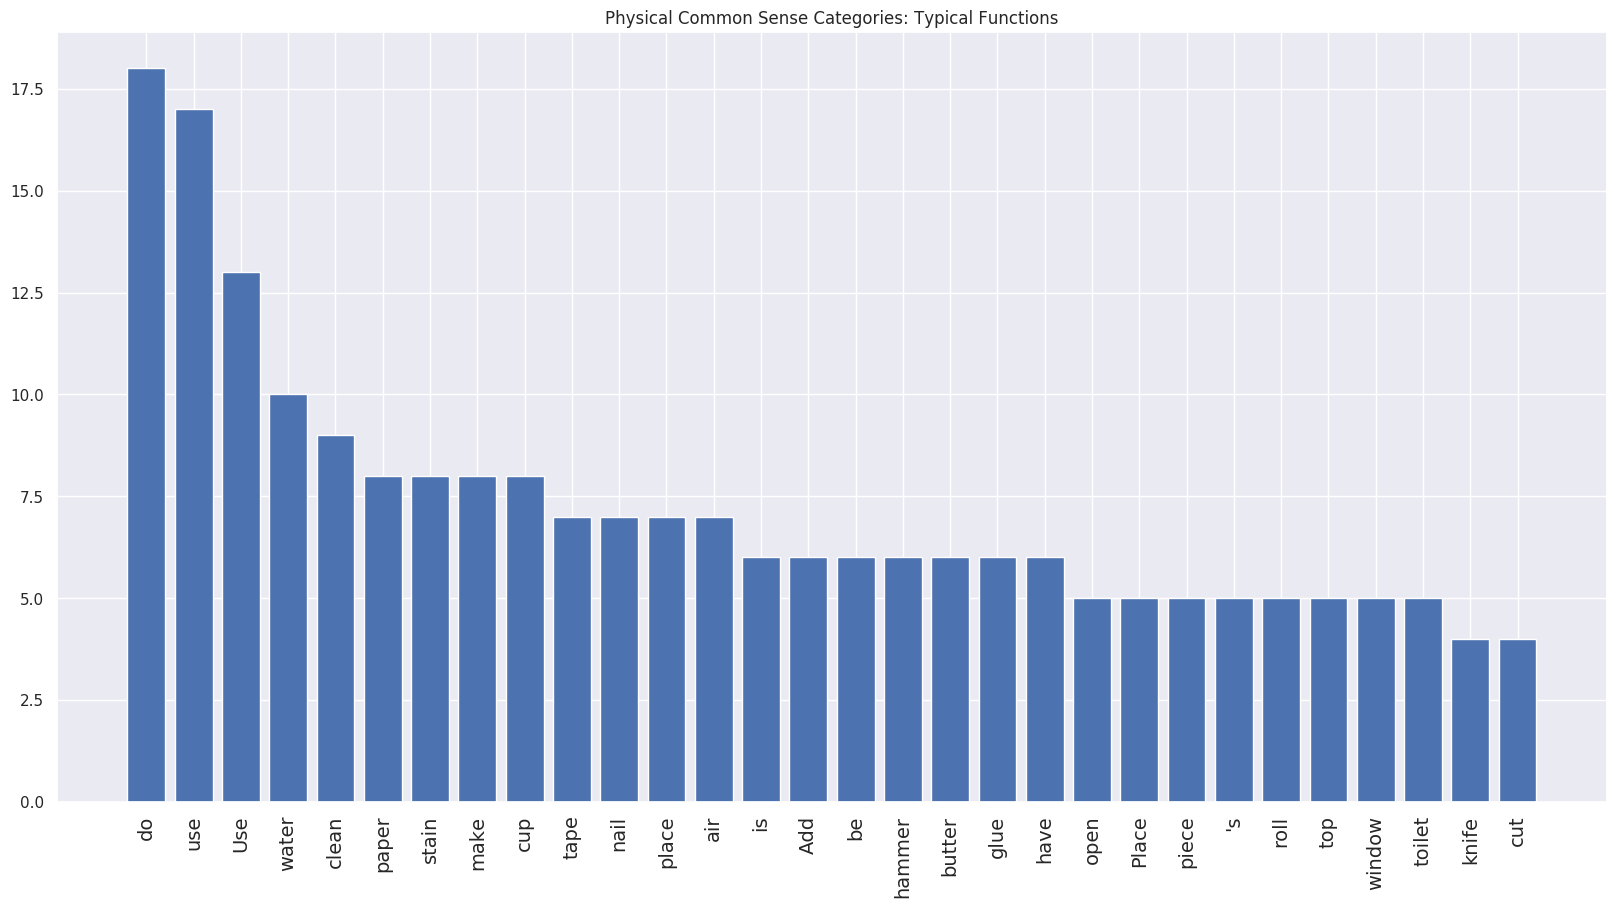 Physical Common Sense Categories: Typical Functions
17.5
15.0
12.5
10.0
7.5
5.0
2.5
0.0
do
use
Use
water
clean
paper
stain
make
cup
tape
nail
place
air
is
Add
be
hammer
butter
glue
have
open
Place
piece
's
roll
top
window
toilet
knife
cut